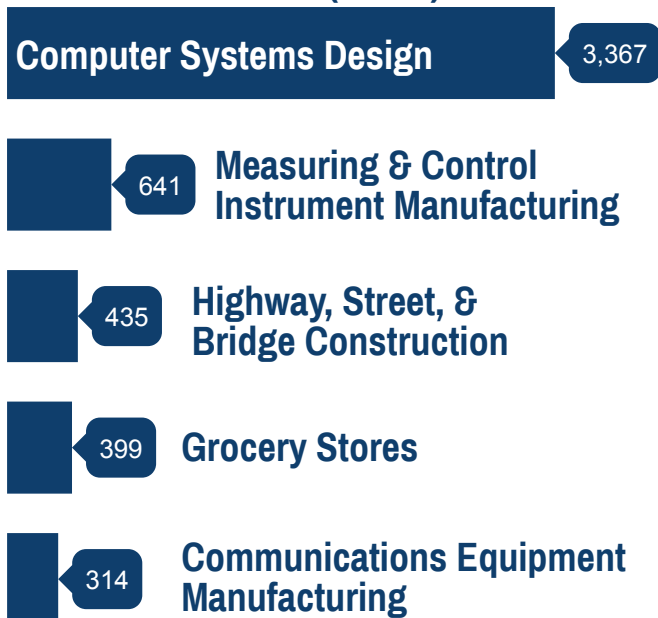 Computer Systems Design
3,367
641
Measuring & Control
Instrument Manufacturing
435
Highway, Street, &
Bridge Construction
399
Grocery Stores
314
Communications Equipment
Manufacturing